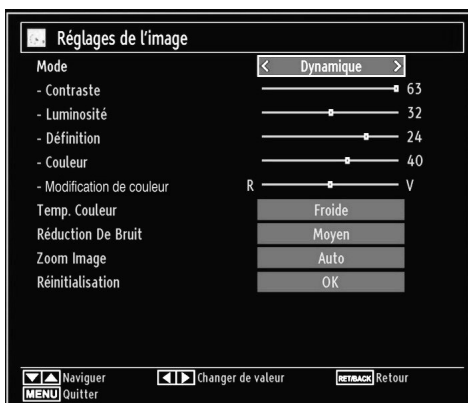 Réglages de l'image
Mode < Dynamique >
- Contraste 63
- Luminosité 32
- Définition 24
- Couleur 40
- Modification de couleur R V
Temp. Couleur Froide
Réduction De Bruit Moyen
Zoom Image Auto
Réinitialisation OK
Naviguer Changer de valeur RET/BACK Retour
MENU Quitter